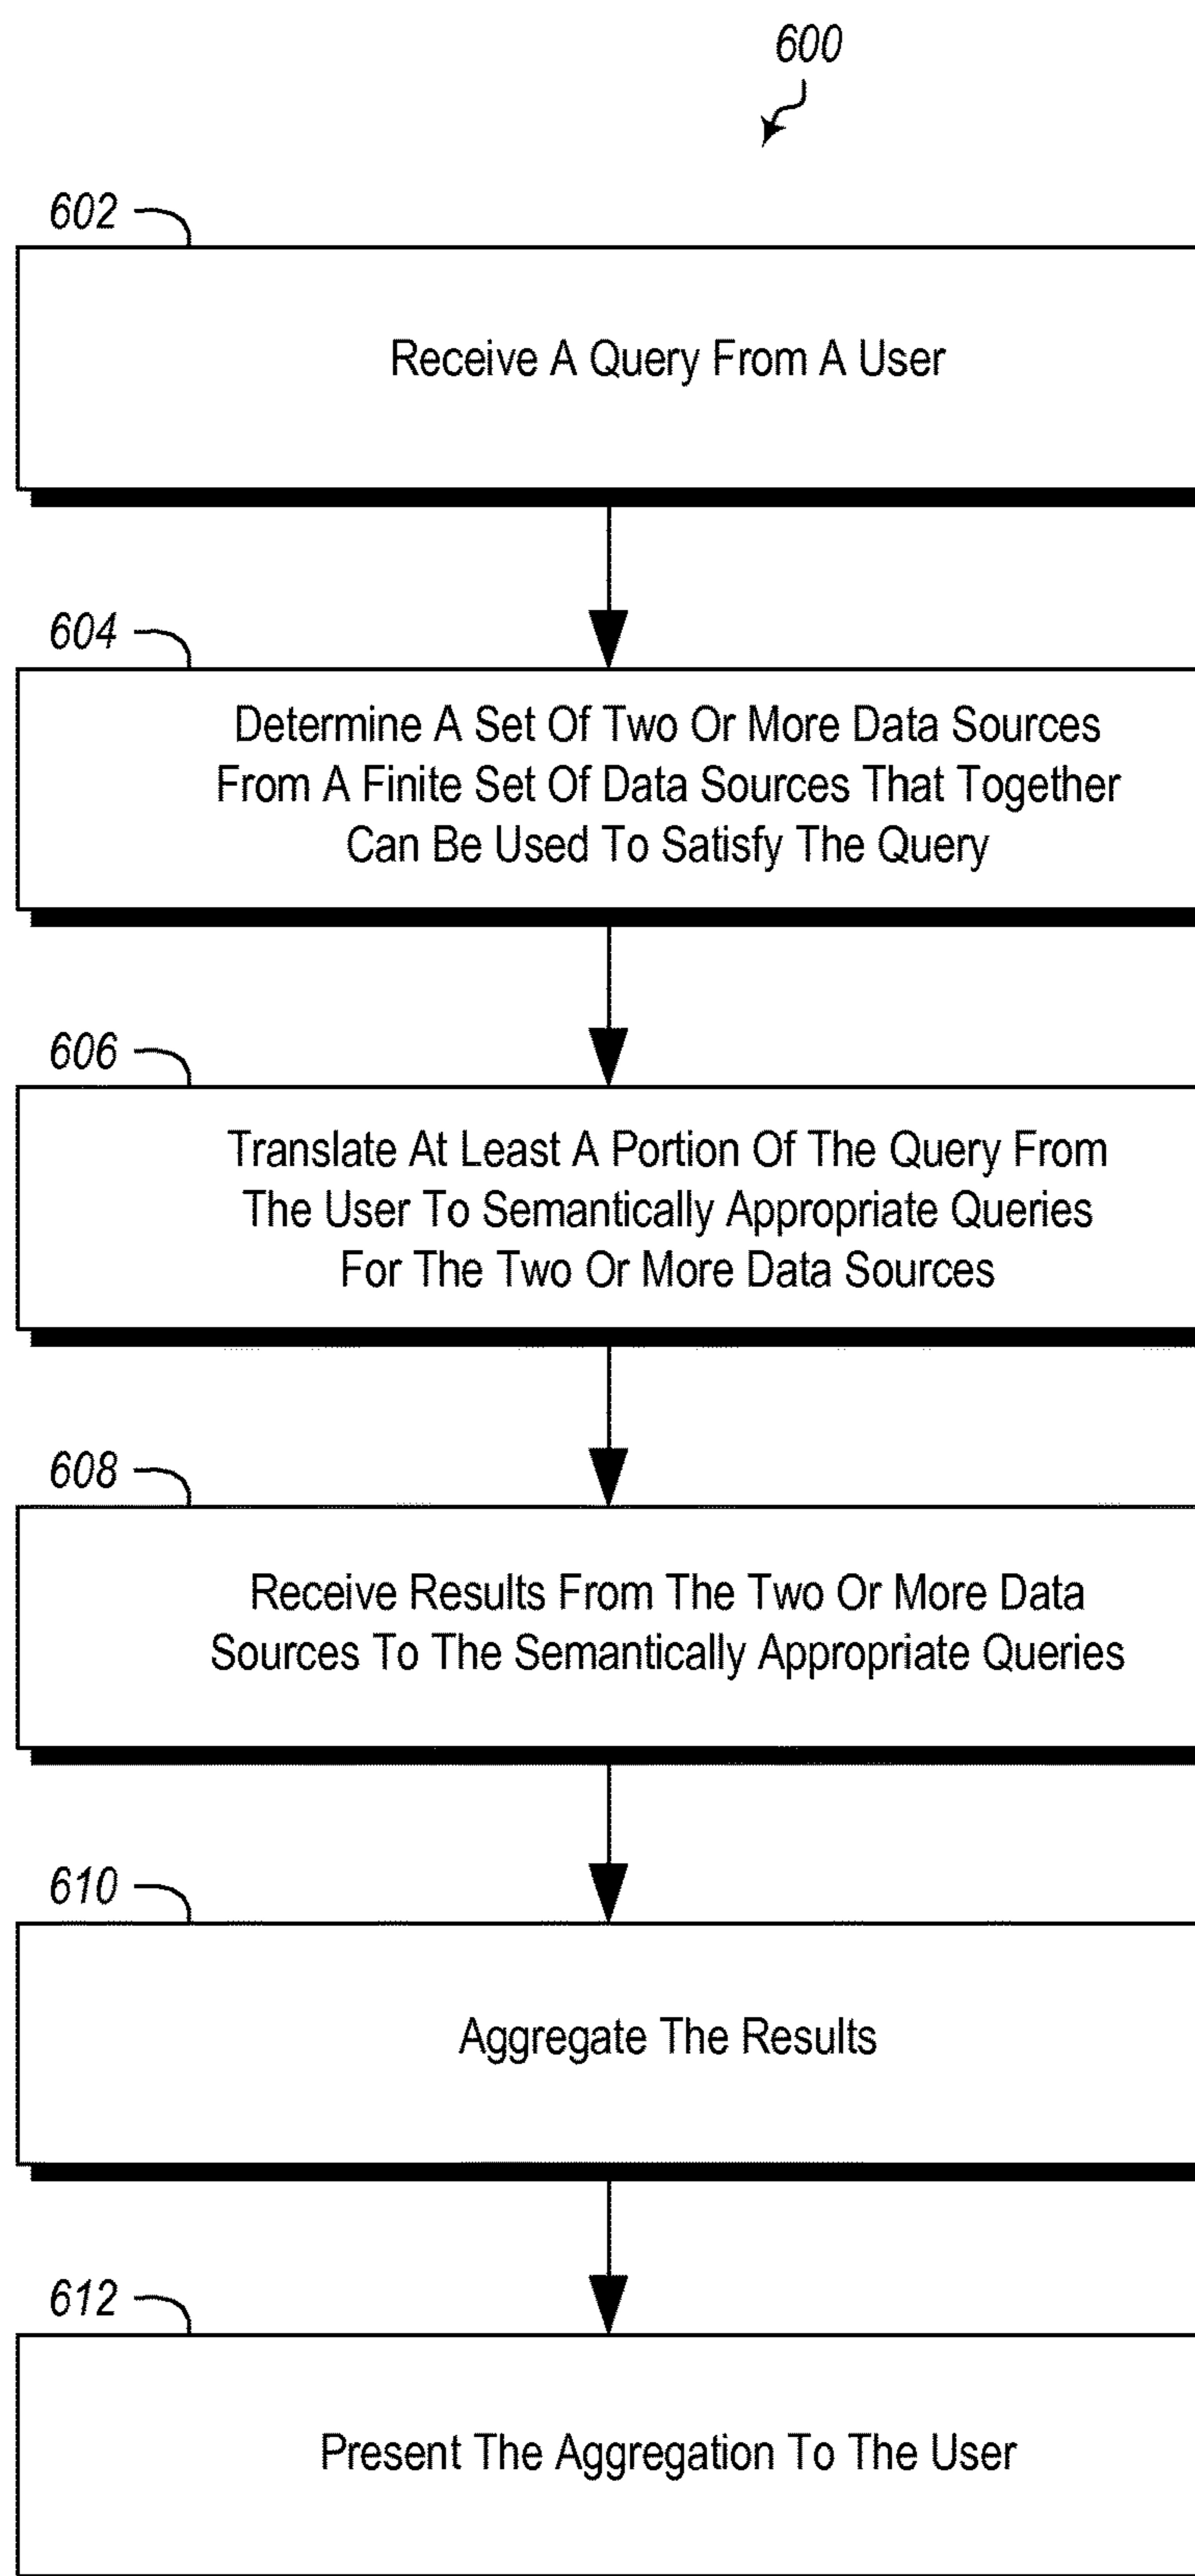 600
602
Receive A Query From A User
604
Determine A Set Of Two Or More Data Sources
From A Finite Set Of Data Sources That Together
Can Be Used To Satisfy The Query
606
Translate At Least A Portion Of The Query From
The User To Semantically Appropriate Queries
For The Two Or More Data Sources
608
Receive Results From The Two Or More Data
Sources To The Semantically Appropriate Queries
610
Aggregate The Results
612
Present The Aggregation To The User